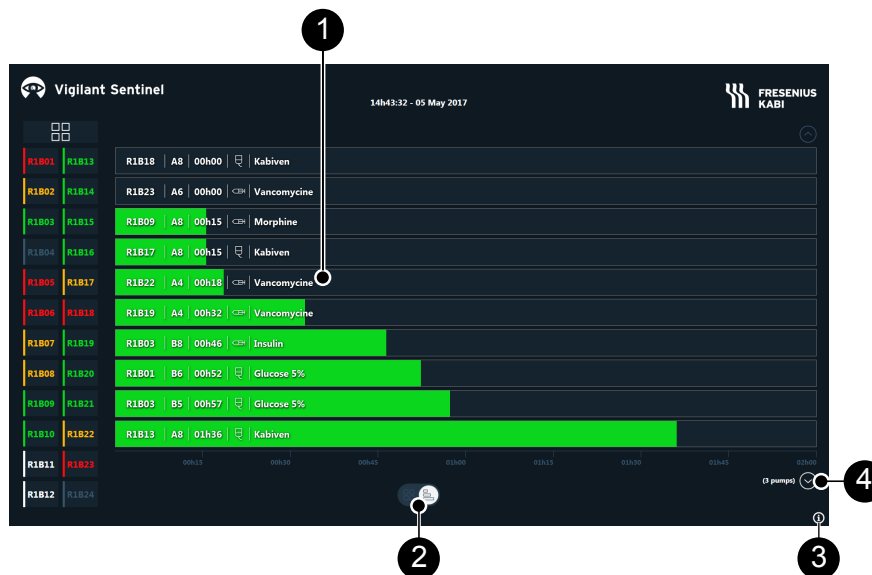 1
Vigilant Sentinel
14h43:32 - 05 May 2017
FRESENIUS
KABI
R1B01 R1B13 R1B18 A8 00h00 Kabiven
R1B02 R1B14 R1B23 A6 00h00 Vancomycine
R1B03 R1B15 R1B09 A8 00h15 Morphine
R1B04 R1B16 R1B17 A8 00h15 Kabiven
R1B05 R1B17 R1B22 A4 00h18 Vancomycine
R1B06 R1B18 R1B19 A4 00h32 Vancomycine
R1B07 R1B19 R1B03 B8 00h46 Insulin
R1B08 R1B20 R1B01 B6 00h52 Glucose 5%
R1B09 R1B21 R1B03 B5 00h57 Glucose 5%
R1B10 R1B22 R1B13 A8 01h36 Kabiven
R1B11 R1B23 00h15 00h30 00h45 01h00 01h15 01h30 01h45 02h00
(3 pumps) 4
R1B12 R1B24
2 3